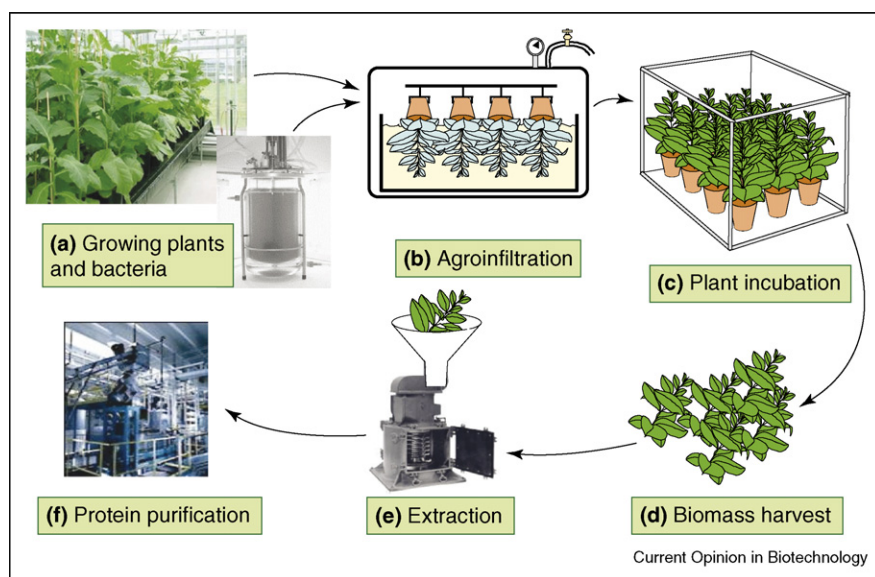 (a) Growing plants
and bacteria
(b) Agroinfiltration
(c) Plant incubation
(d) Biomass harvest
(e) Extraction
(f) Protein purification
Current Opinion in Biotechnology